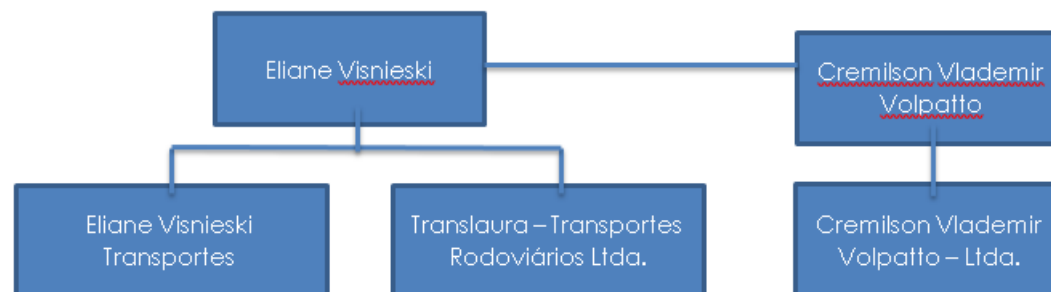 Eliane Visnieski
Cremilson Vlademir
Volpatto
Eliane Visnieski
Transportes
Translaura – Transportes
Rodoviários Ltda.
Cremilson Vlademir
Volpatto – Ltda.